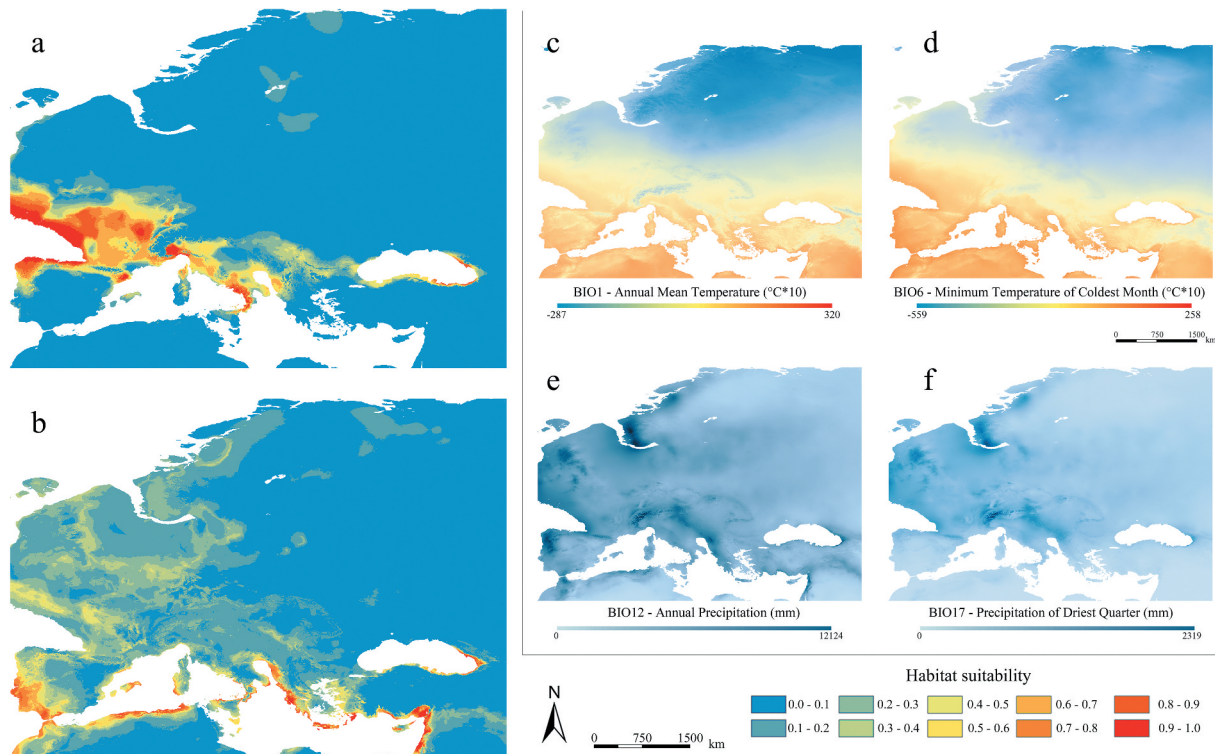 a
b
c
d
BIO1 - Annual Mean Temperature (°C*10)
-287 320
BIO6 - Minimum Temperature of Coldest Month (°C*10)
-559 258
0 750 1500 km
e
f
BIO12 - Annual Precipitation (mm)
0 12124
BIO17 - Precipitation of Driest Quarter (mm)
0 2319
N
0 750 1500 km
Habitat suitability
0.0 - 0.1 0.2 - 0.3 0.4 - 0.5 0.6 - 0.7 0.8 - 0.9
0.1 - 0.2 0.3 - 0.4 0.5 - 0.6 0.7 - 0.8 0.9 - 1.0